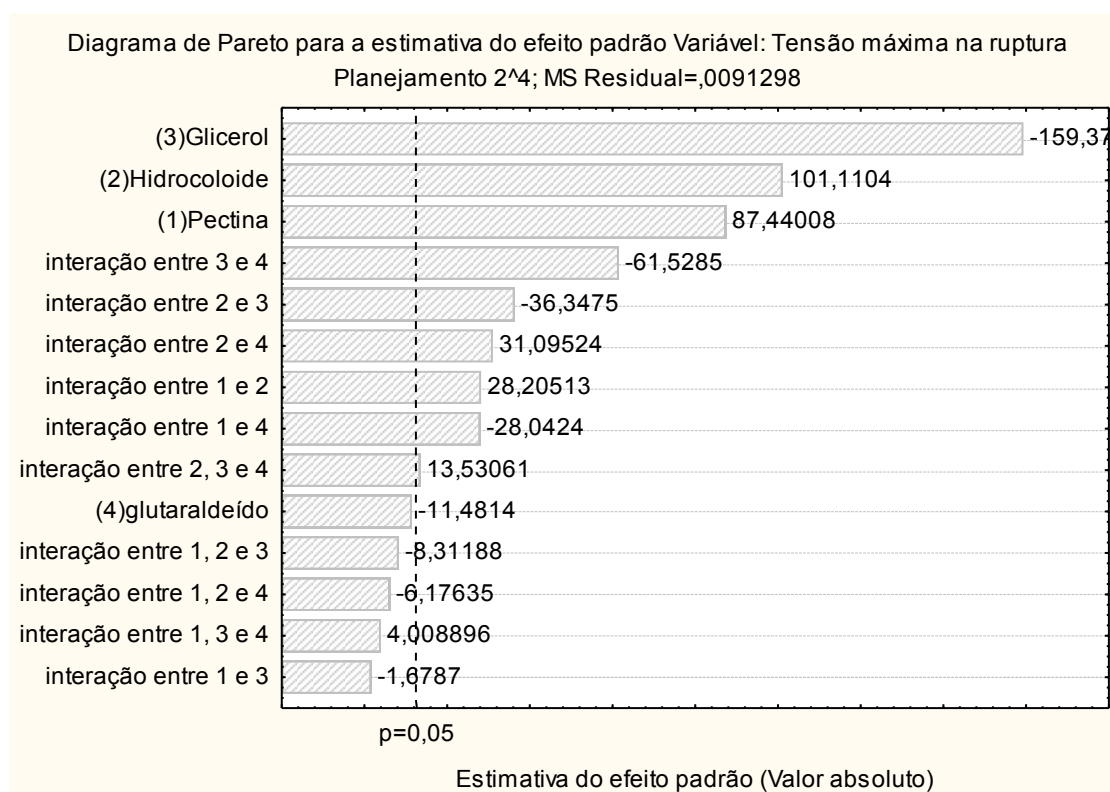 Diagrama de Pareto para a estimativa do efeito padrão Variável: Tensão máxima na ruptura
Planejamento 2^4; MS Residual=,0091298
(3)Glicerol -159,37
(2)Hidrocoloide 101,1104
(1)Pectina 87,44008
interação entre 3 e 4 -61,5285
interação entre 2 e 3 -36,3475
interação entre 2 e 4 31,09524
interação entre 1 e 2 28,20513
interação entre 1 e 4 -28,0424
interação entre 2, 3 e 4 13,53061
(4)glutaraldeído -11,4814
interação entre 1, 2 e 3 -8,31188
interação entre 1, 2 e 4 -6,17635
interação entre 1, 3 e 4 4,008896
interação entre 1 e 3 -1,6787
p=0,05
Estimativa do efeito padrão (Valor absoluto)